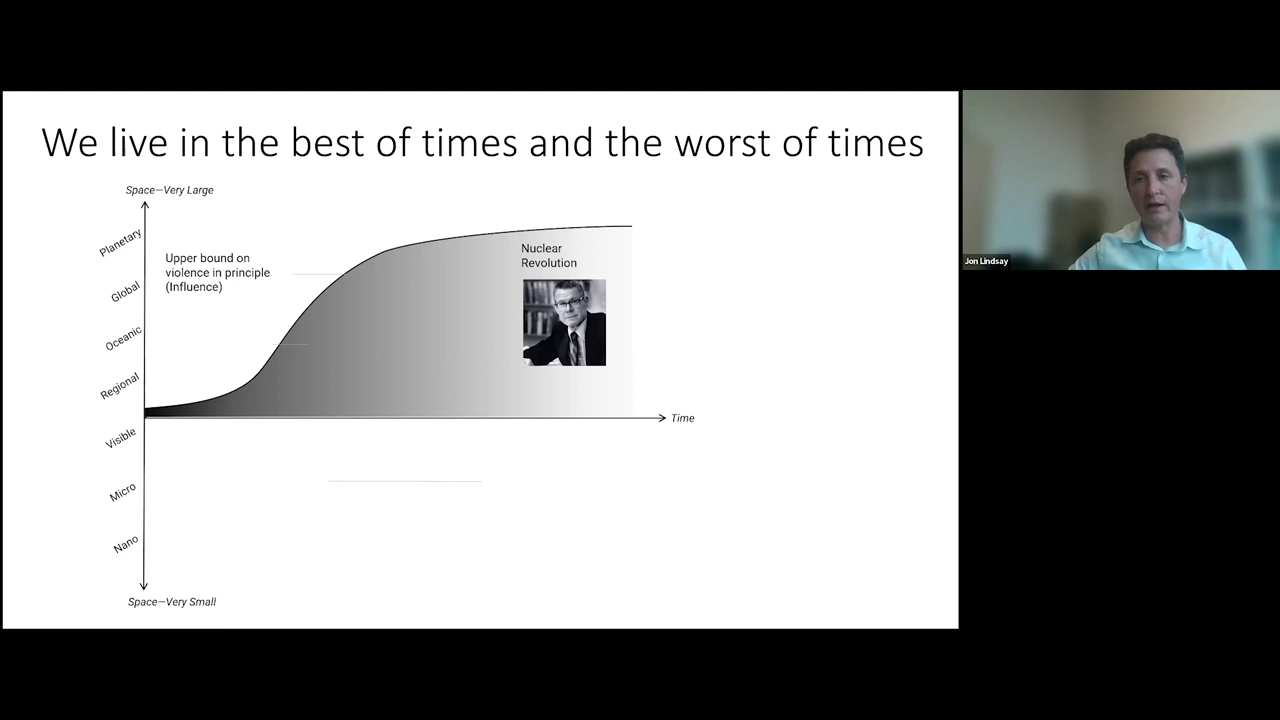 We live in the best of times and the worst of times
Space—Very Large
Planetary
Global
Oceanic
Regional
Visible
Micro
Nano
Space—Very Small
Upper bound on
violence in principle
(Influence)
Nuclear
Revolution
Time
Jon Lindsay